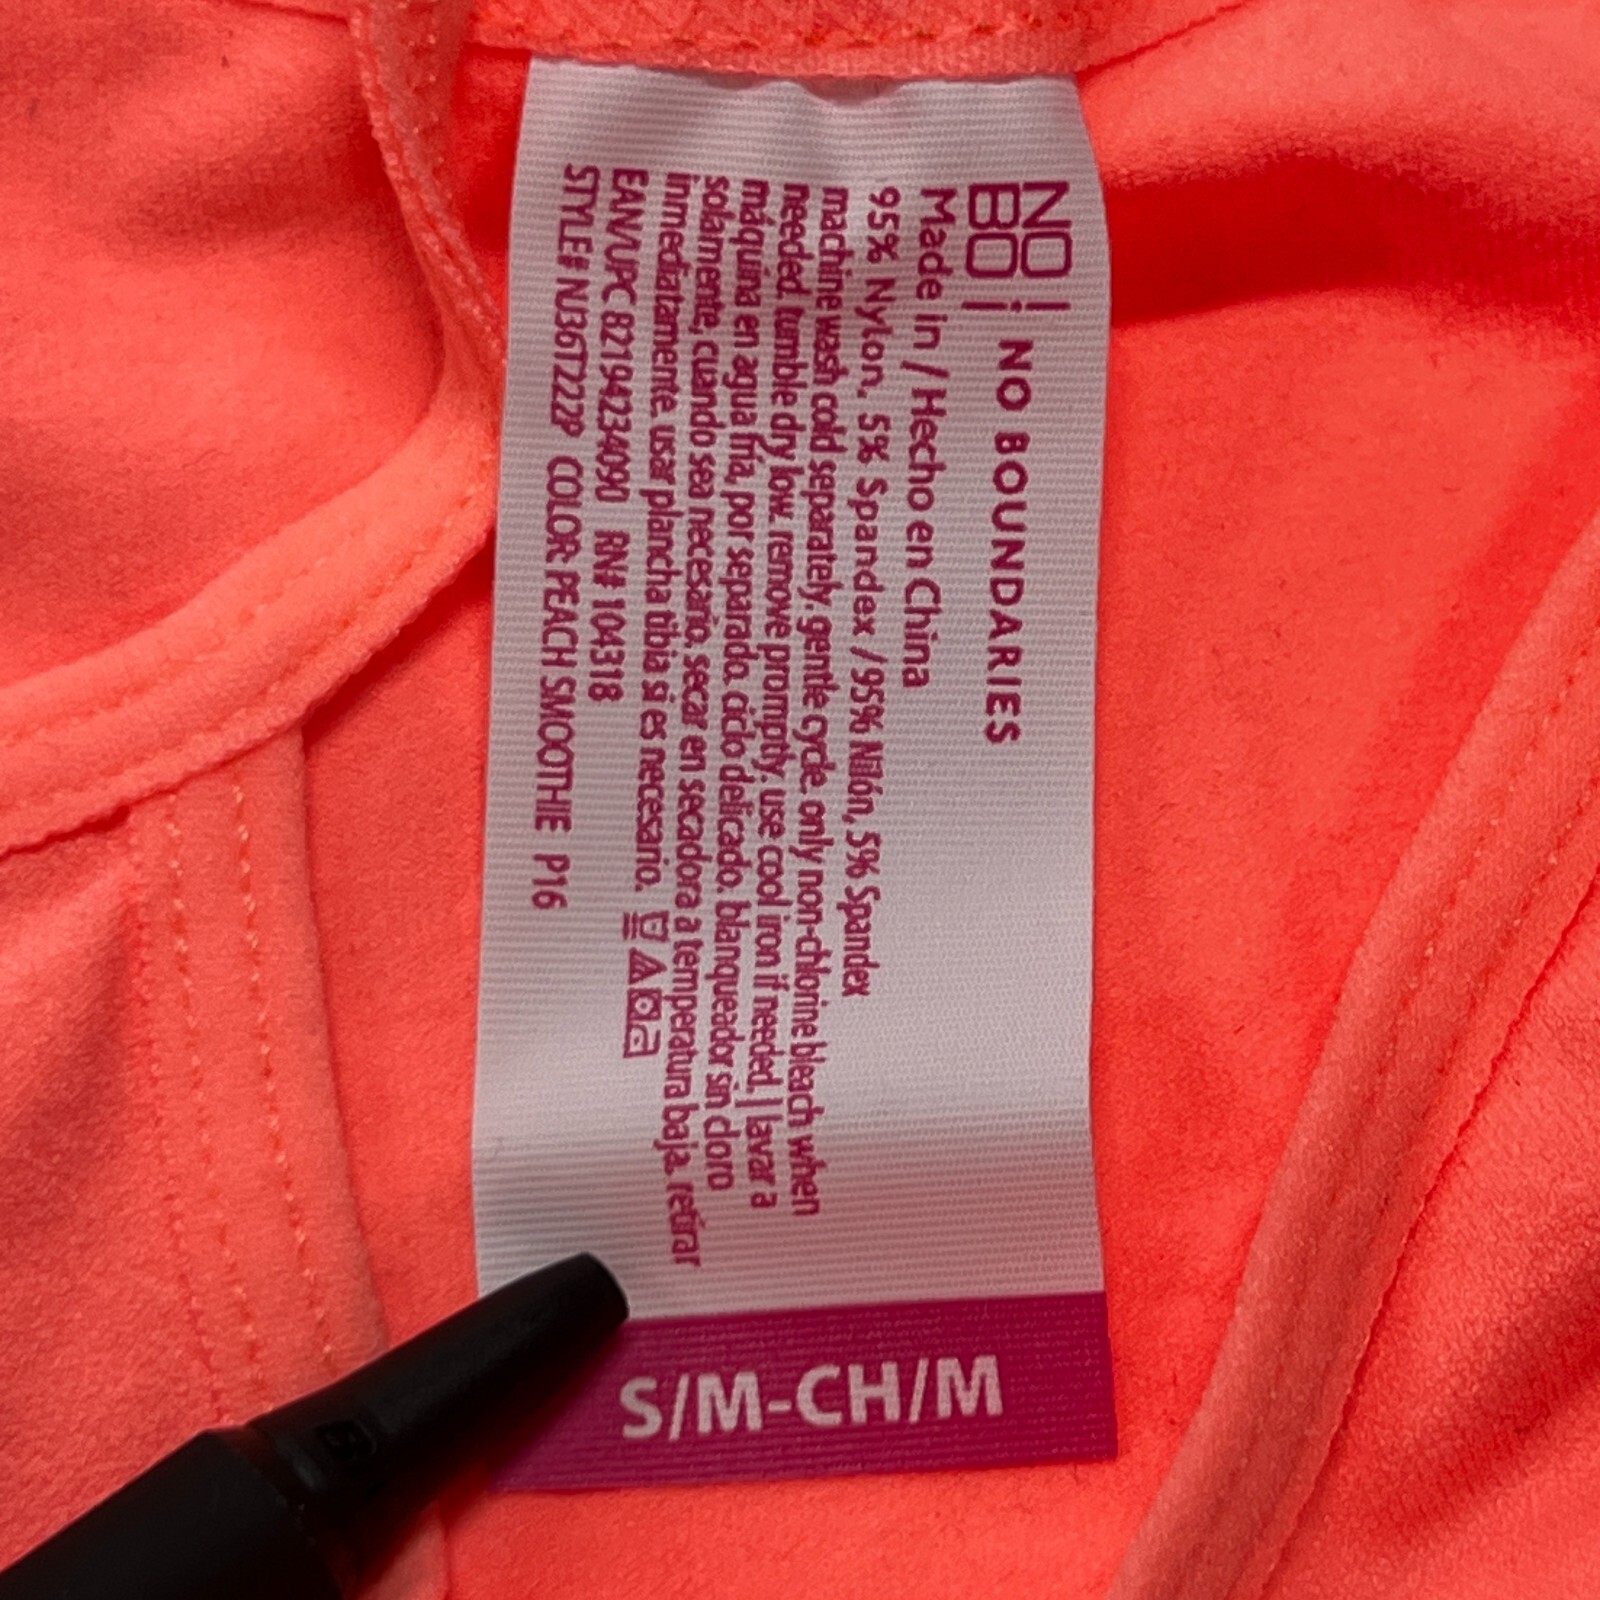 NO
BO
NO BOUNDARIES
Made in / Hecho en China
95% Nylon, 5% Spandex / 95% Nilón, 5% Spandex
machine wash cold separately. gentle cycle. only non-chlorine bleach when
needed. tumble dry low. remove promptly. use cool iron if needed. | lavar a
máquina en agua fría, por separado. ciclo delicado. blanqueador sin cloro
solamente, cuando sea necesario. secar en secadora a temperatura baja. retirar
inmediatamente. usar plancha tibia si es necesario.
EAN/UPC 82194234090 RN# 104318
STYLE# NJ36T222P COLOR: PEACH SMOOTHIE P16
S/M-CH/M